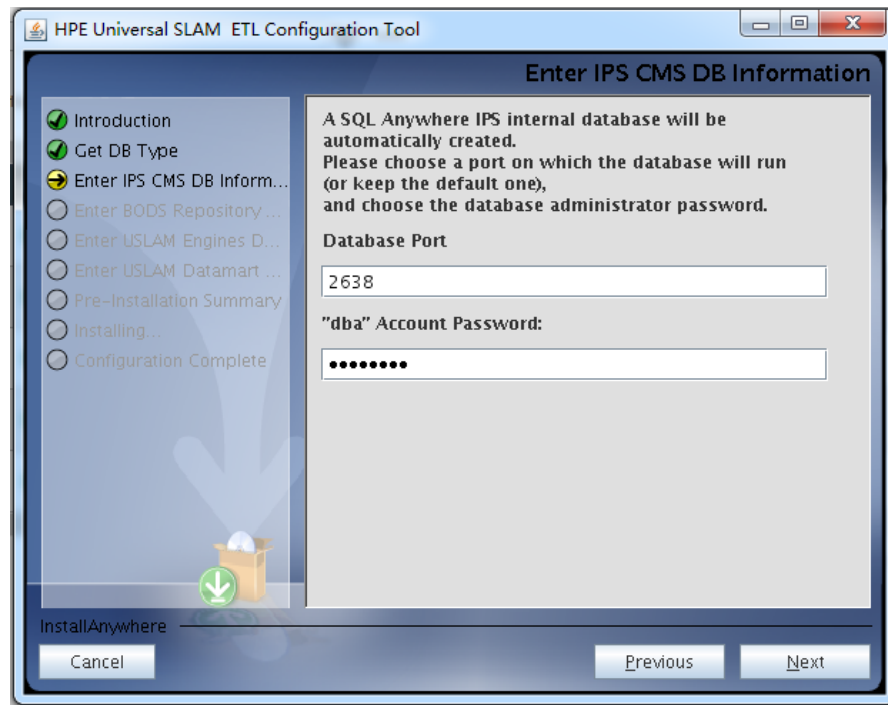 HPE Universal SLAM ETL Configuration Tool
Enter IPS CMS DB Information
Introduction
Get DB Type
Enter IPS CMS DB Inform...
Enter BODS Repository ...
Enter USLAM Engines D...
Enter USLAM Datamart ...
Pre-Installation Summary
Installing...
Configuration Complete
A SQL Anywhere IPS internal database will be
automatically created.
Please choose a port on which the database will run
(or keep the default one),
and choose the database administrator password.
Database Port
2638
"dba" Account Password:
••••••••
InstallAnywhere
Cancel
Previous
Next